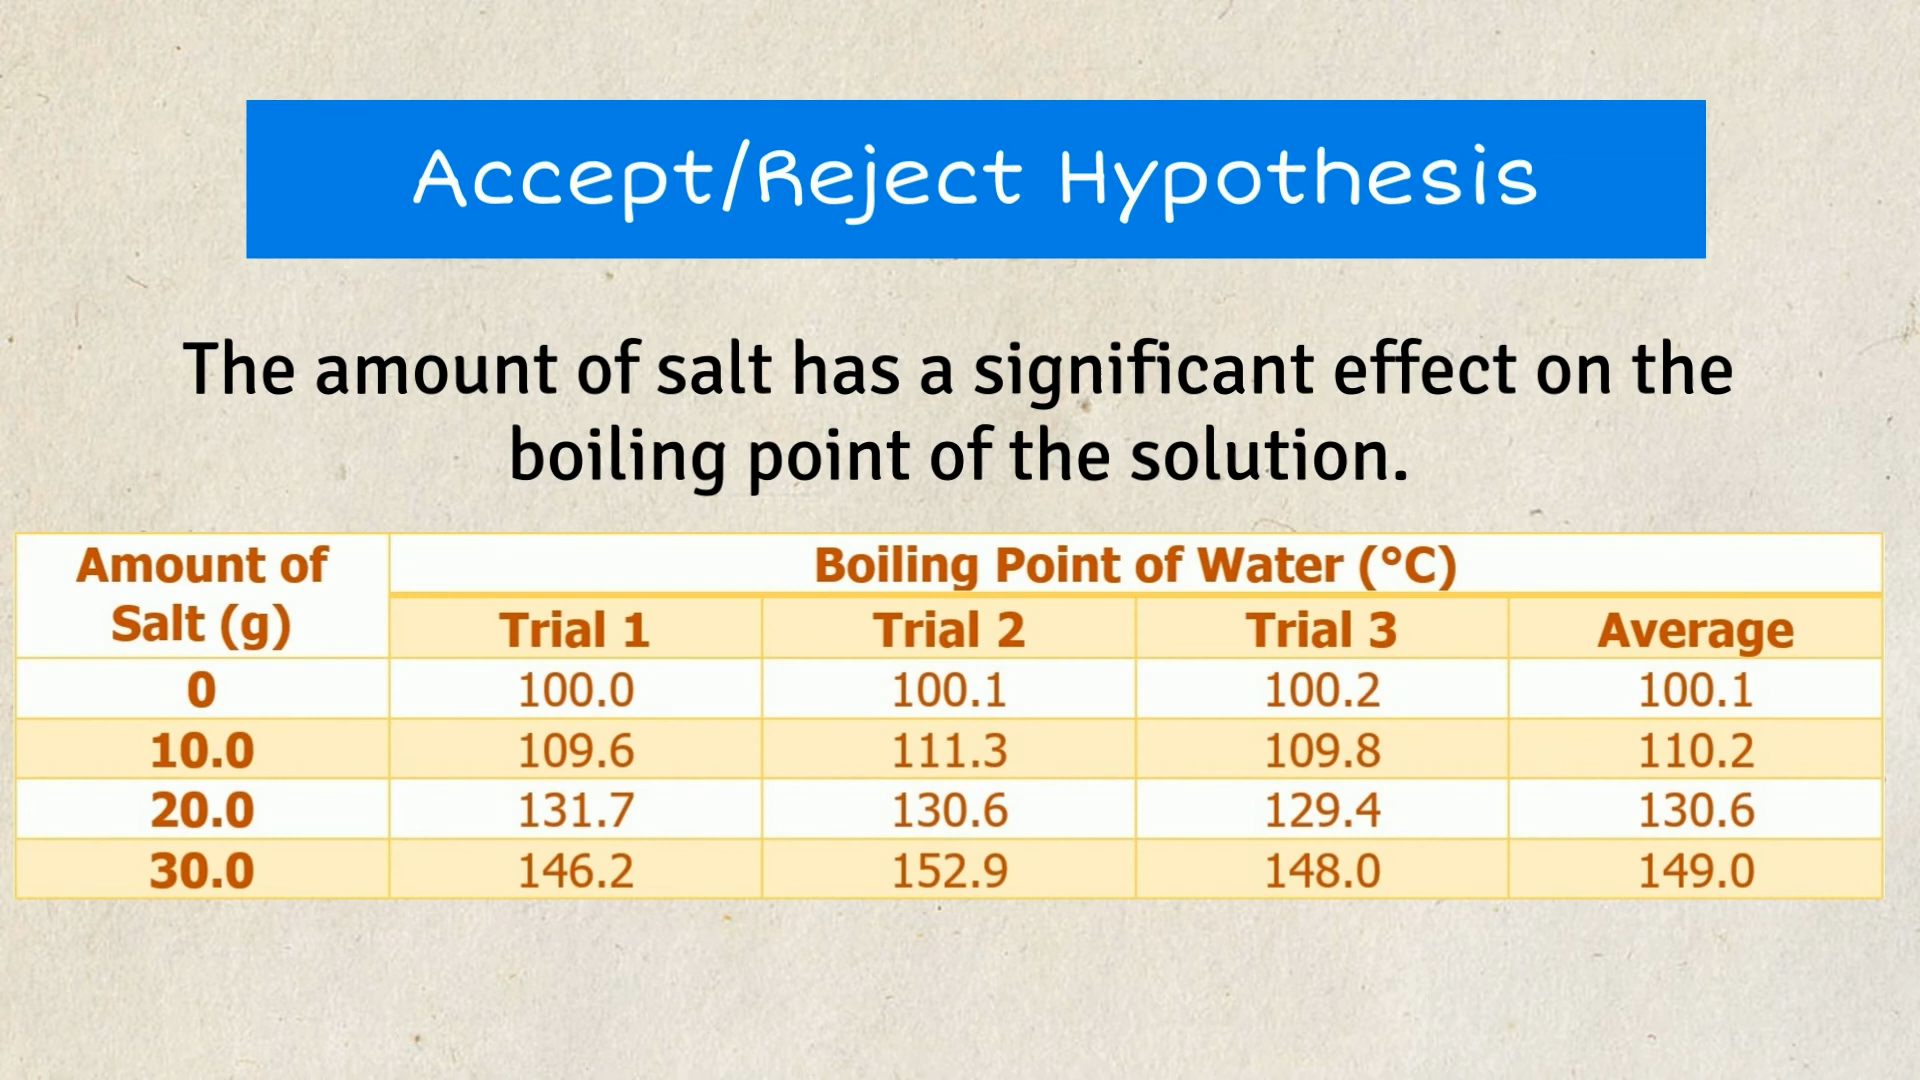 Accept/Reject Hypothesis
The amount of salt has a significant effect on the
boiling point of the solution.
Amount of Salt (g) Boiling Point of Water (°C)
Trial 1 Trial 2 Trial 3 Average
0 100.0 100.1 100.2 100.1
10.0 109.6 111.3 109.8 110.2
20.0 131.7 130.6 129.4 130.6
30.0 146.2 152.9 148.0 149.0